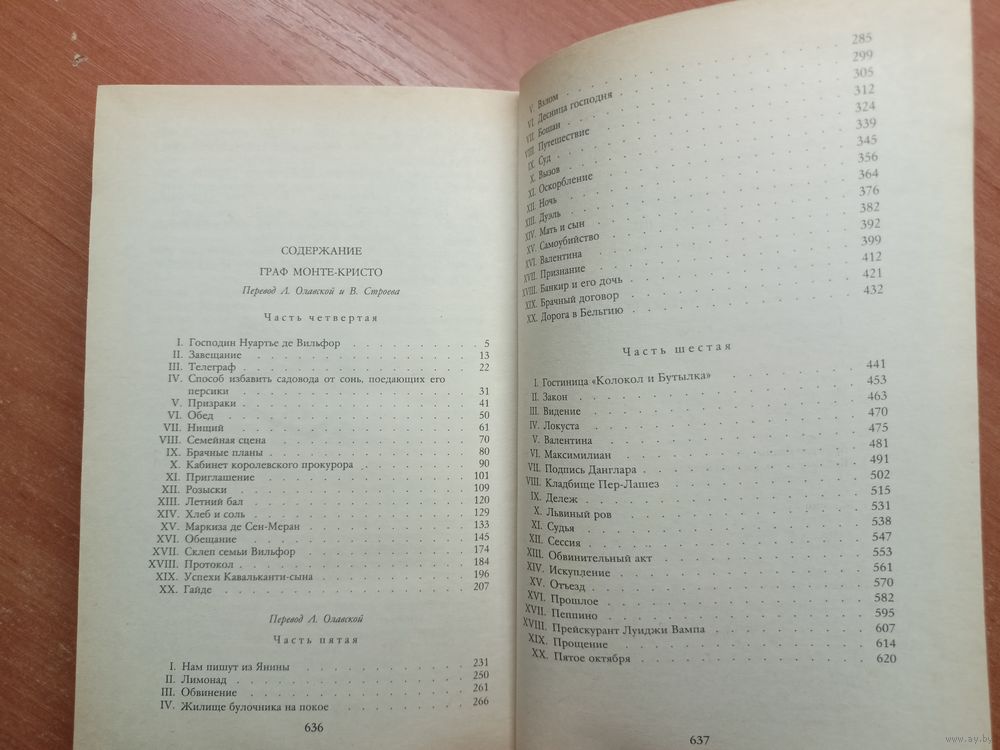 СОДЕРЖАНИЕ
ГРАФ МОНТЕ-КРИСТО
Перевод Л. Олавской и В. Строева
Часть четвертая
I. Господин Нуартье де Вильфор 5
II. Завещание 13
III. Телеграф 22
IV. Способ избавить садовода от сонь, поедающих его
персики 31
V. Призраки 41
VI. Обед 50
VII. Нищий 61
VIII. Семейная сцена 70
IX. Брачные планы 80
X. Кабинет королевского прокурора 90
XI. Приглашение 101
XII. Розыски 109
XIII. Летний бал 120
XIV. Хлеб и соль 129
XV. Маркиза де Сен-Меран 133
XVI. Обещание 145
XVII. Склеп семьи Вильфор 174
XVIII. Протокол 184
XIX. Успехи Кавальканти-сына 196
XX. Гайде 207
Перевод Л. Олавской
Часть пятая
I. Нам пишут из Янины 231
II. Лимонад 250
III. Обвинение 261
IV. Жилище булочника на покое 266
636
V. Взлом 285
VI. Десница господня 299
VII. Бошан 305
VIII. Путешествие 312
IX. Суд 324
X. Вызов 339
XI. Оскорбление 345
XII. Ночь 356
XIII. Дуэль 364
XIV. Мать и сын 376
XV. Самоубийство 382
XVI. Валентина 392
XVII. Признание 399
XVIII. Банкир и его дочь 412
XIX. Брачный договор 421
XX. Дорога в Бельгию 432
Часть шестая
I. Гостиница «Колокол и Бутылка» 441
II. Закон 453
III. Видение 463
IV. Локуста 470
V. Валентина 475
VI. Максимилиан 481
VII. Подпись Данглара 491
VIII. Кладбище Пер-Лашез 502
IX. Дележ 515
X. Львиный ров 531
XI. Судья 538
XII. Сессия 547
XIII. Обвинительный акт 553
XIV. Искупление 561
XV. Отъезд 570
XVI. Прошлое 582
XVII. Пеппино 595
XVIII. Прейскурант Луиджи Вампа 607
XIX. Прощение 614
XX. Пятое октября 620
637
www.ay.by